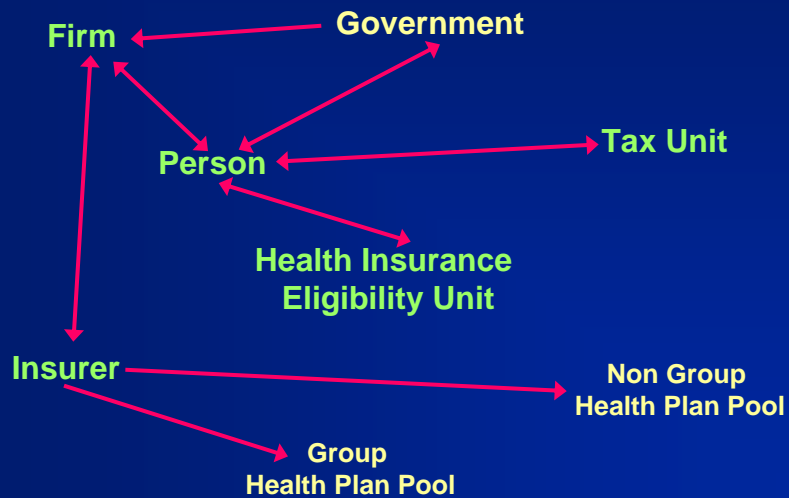 Firm
Government
Person
Tax Unit
Health Insurance
Eligibility Unit
Insurer
Non Group
Health Plan Pool
Group
Health Plan Pool